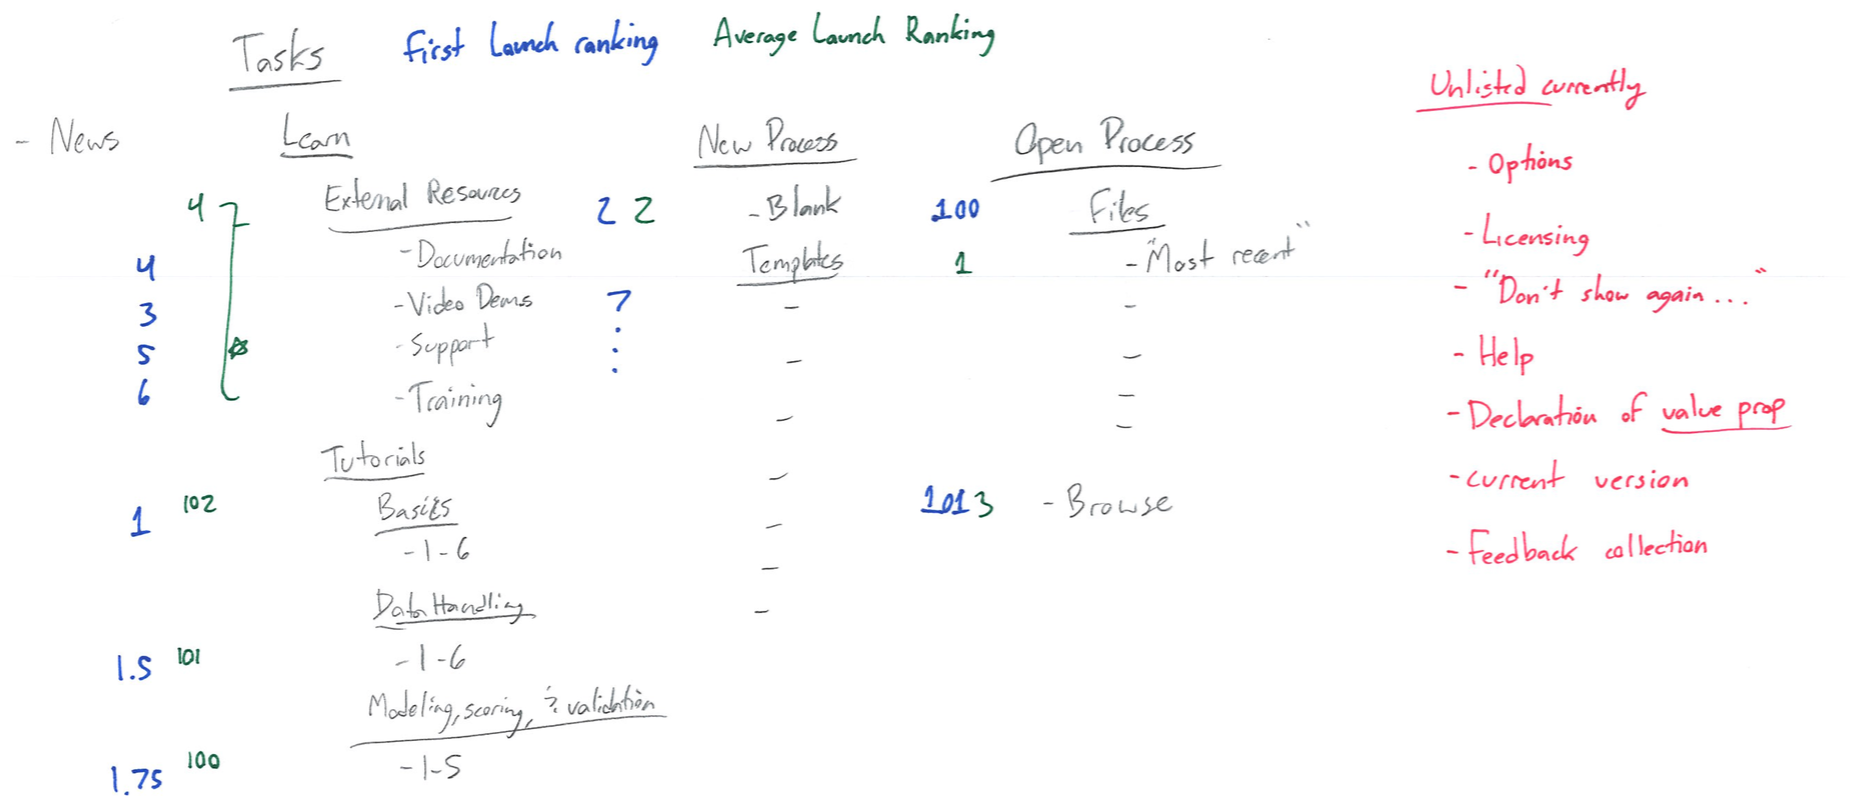 Tasks
First Launch ranking
Average Launch Ranking
Unlisted currently
- News
Learn
New Process
Open Process
- Options
4
External Resources
2 2
- Blank
100
Files
- Licensing
4
- Documentation
Templates
1
- "Most recent"
- "Don't show again..."
3
- Video Demos
7
-
-
5
- Support
-
-
- Help
6
- Training
-
-
-
- Declaration of value prop
Tutorials
-
- current version
1 102
Basics
- 1-6
-
101 3
- Browse
- Feedback collection
-
Data Handling
-
1.5 101
- 1-6
Modeling, scoring, & validation
1.75 100
- 1-5